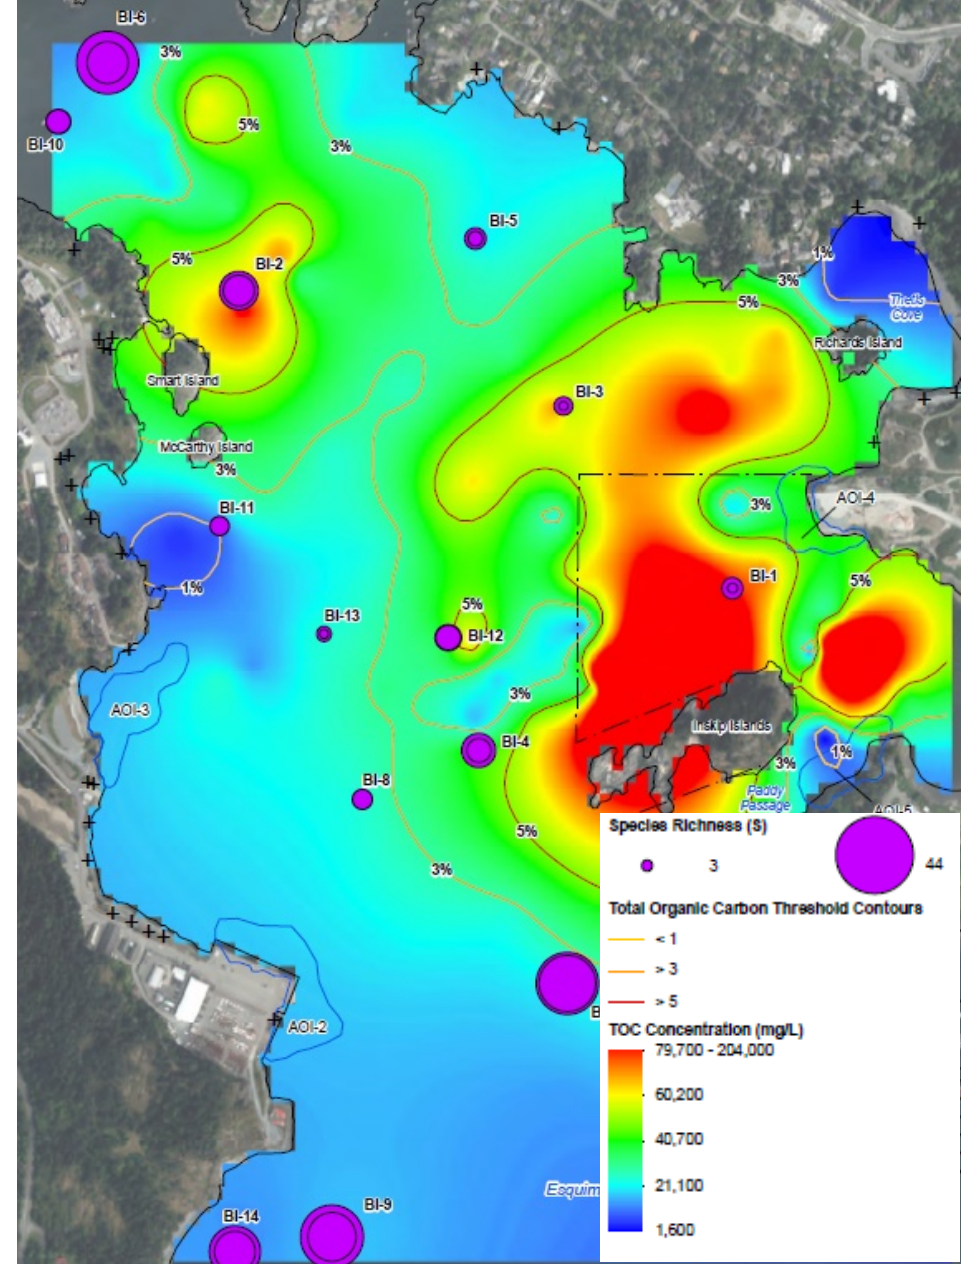 BI-6
3%
5%
BI-10
3%
BI-5
5%
BI-2
1%
3%
Thetis
Cove
5%
Richards Island
Smart Island
BI-3
McCarthy Island
3%
BI-11
3%
AOI-4
1%
BI-1
5%
5%
BI-13
BI-12
3%
AOI-3
Inskip Islands
BI-4
1%
3%
BI-8
Paddy
Passage
AOI-5
5%
3%
AOI-2
B
Esquim
BI-9
BI-14
Species Richness (S)
3
44
Total Organic Carbon Threshold Contours
< 1
> 3
> 5
TOC Concentration (mg/L)
79,700 - 204,000
60,200
40,700
21,100
1,600